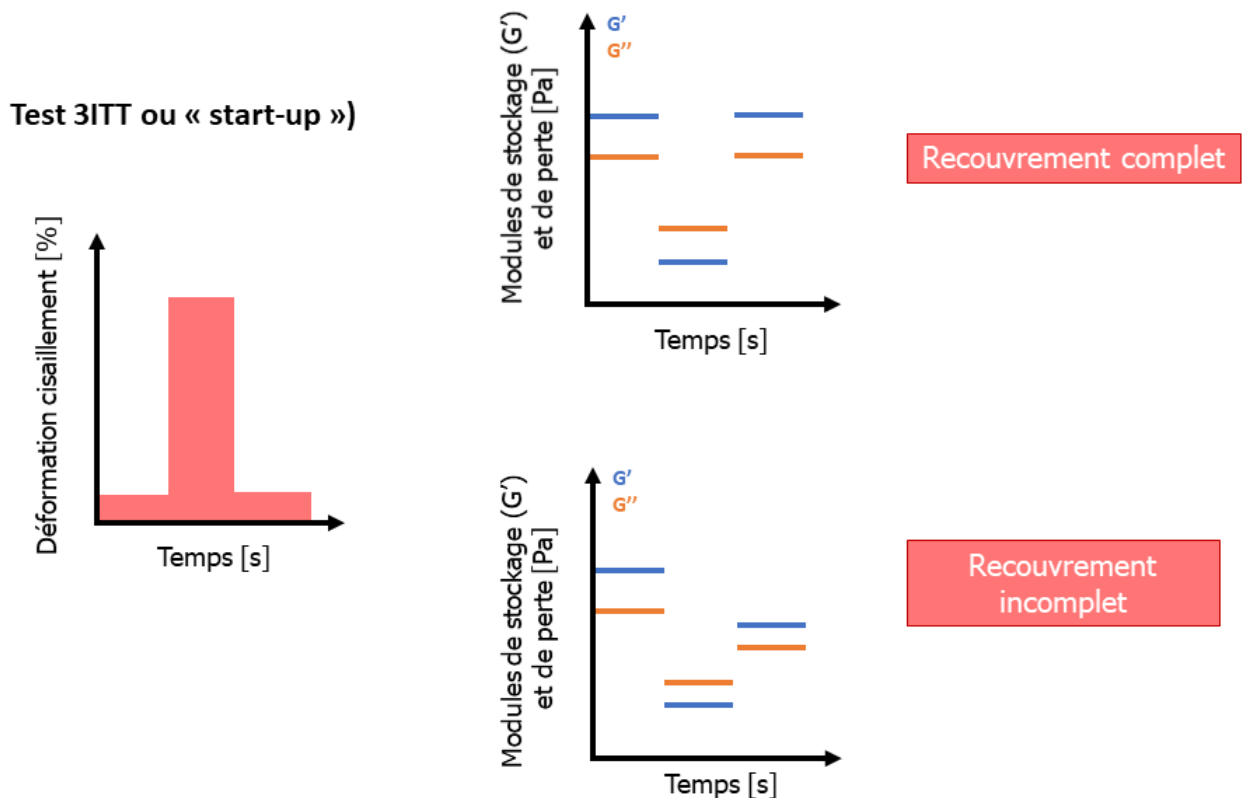 Test 3ITT ou « start-up »)
Déformation cisaillement [%]
Temps [s]
Modules de stockage (G')
et de perte [Pa]
G'
G''
Temps [s]
Recouvrement complet
Modules de stockage (G')
et de perte [Pa]
G'
G''
Temps [s]
Recouvrement
incomplet